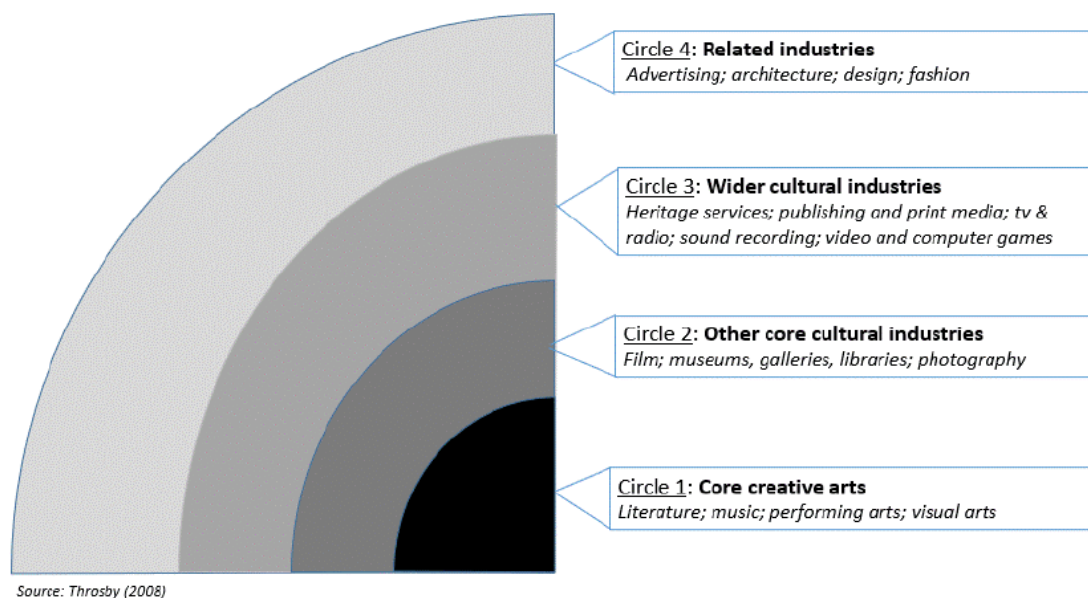 Circle 4: Related industries
Advertising; architecture; design; fashion
Circle 3: Wider cultural industries
Heritage services; publishing and print media; tv &
radio; sound recording; video and computer games
Circle 2: Other core cultural industries
Film; museums, galleries, libraries; photography
Circle 1: Core creative arts
Literature; music; performing arts; visual arts
Source: Throsby (2008)